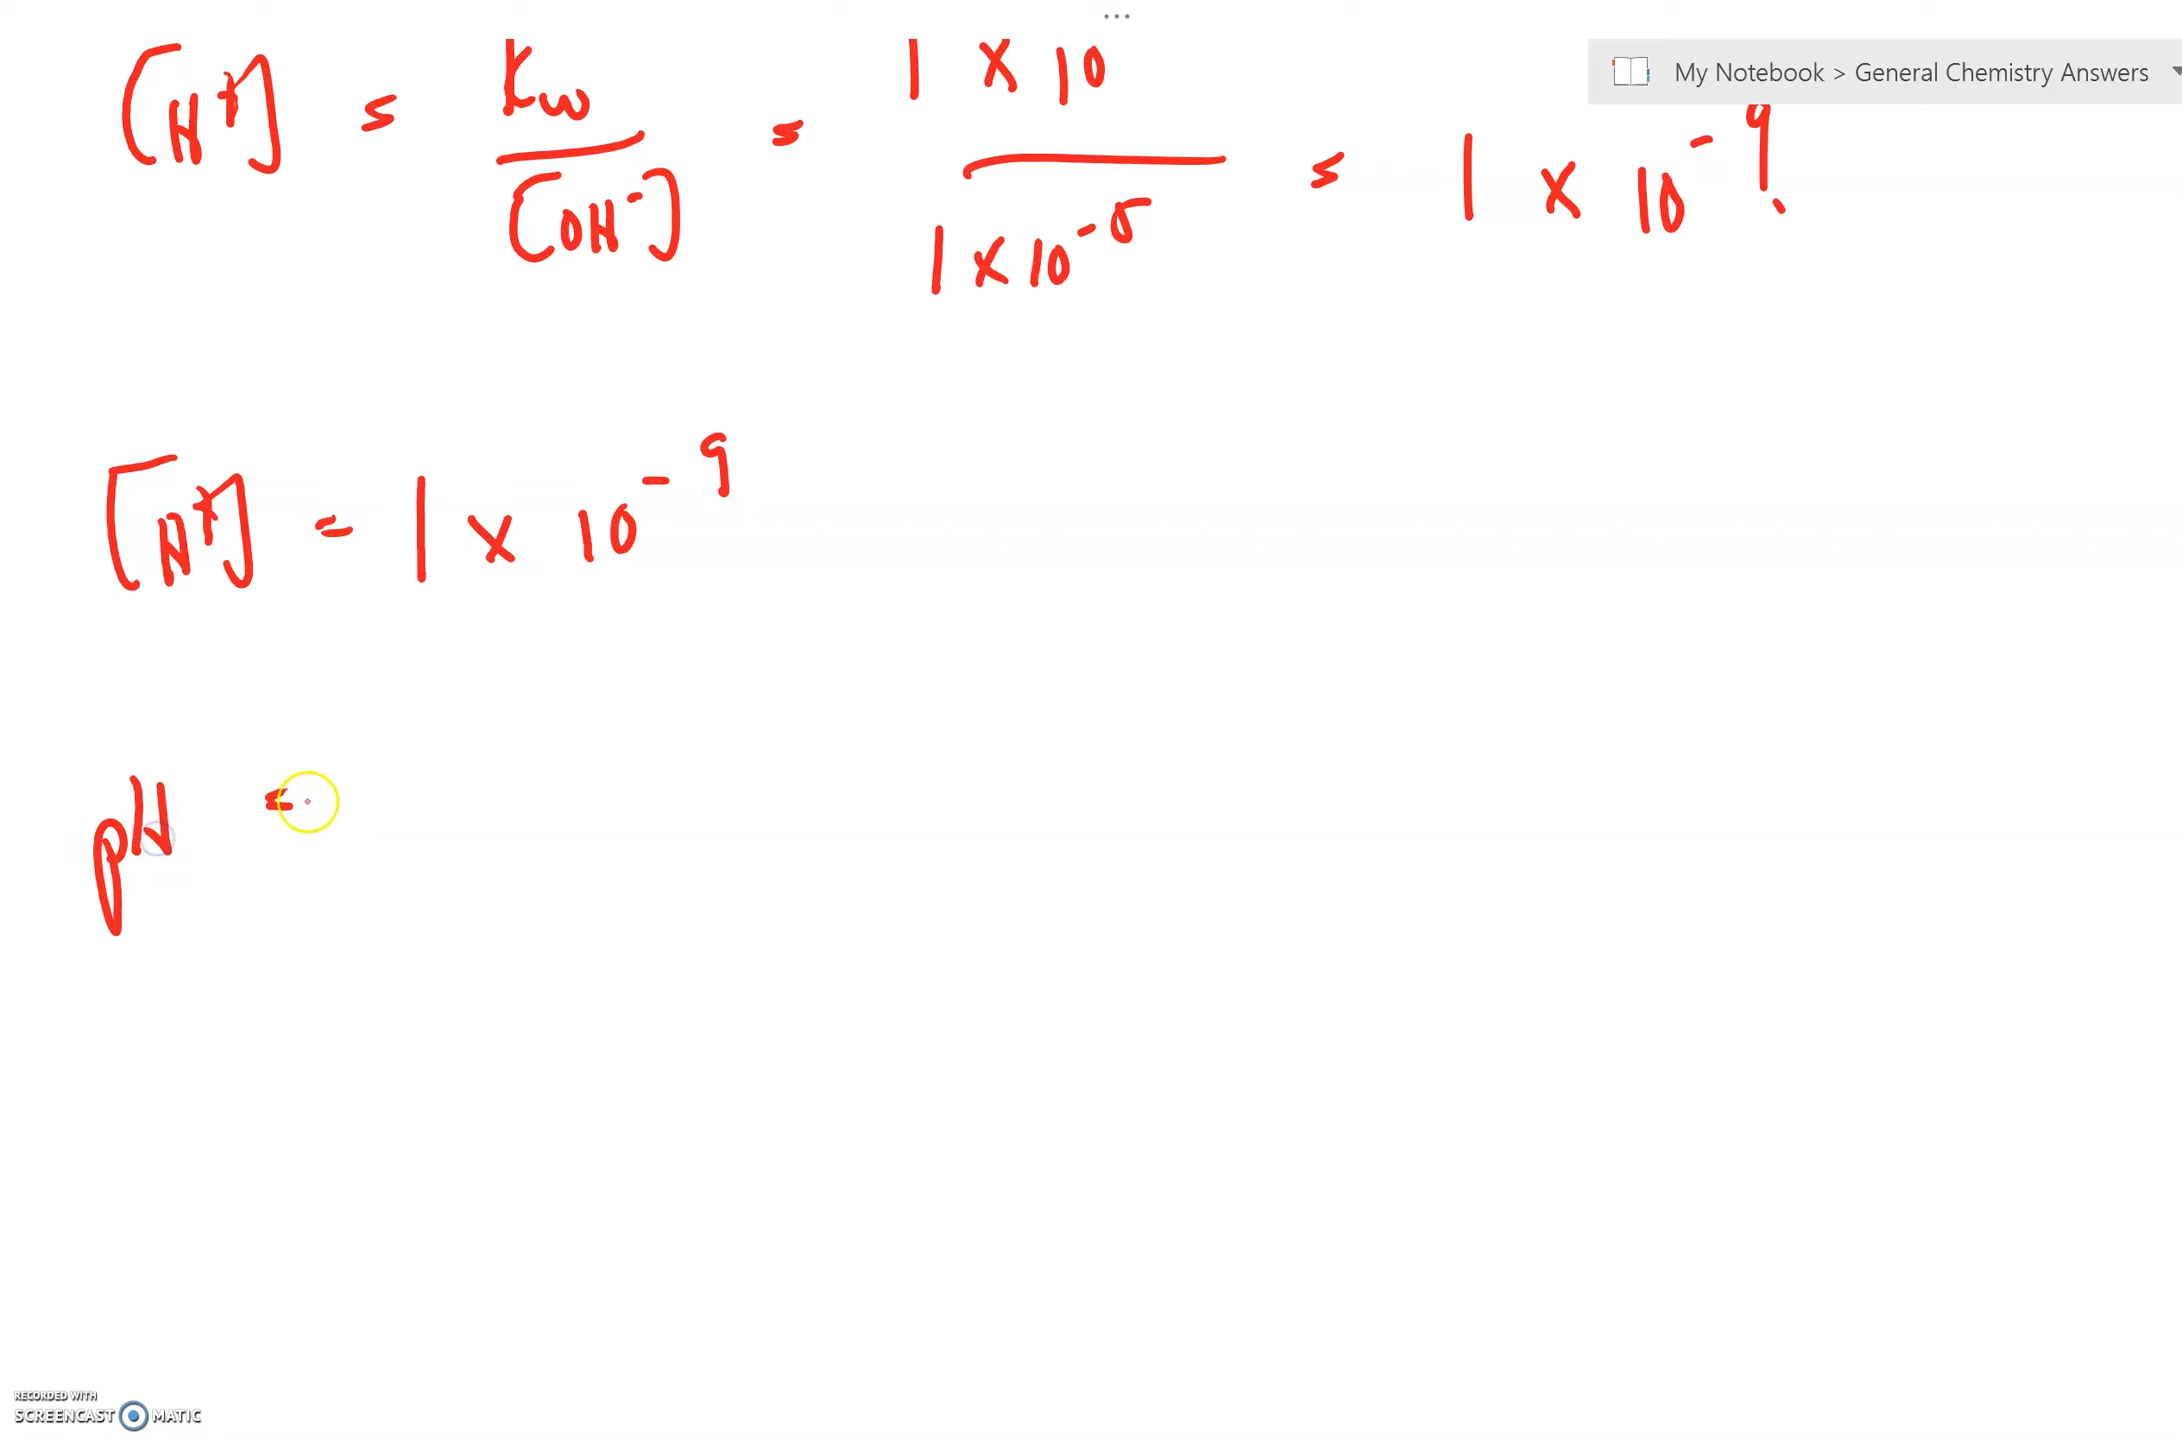 ...
My Notebook > General Chemistry Answers
[H⁺] = Kw / [OH⁻] = 1 x 10 / 1 x 10⁻⁵ = 1 x 10⁻⁹
[H⁺] = 1 x 10⁻⁹
pH =
RECORDED WITH
SCREENCAST MATIC